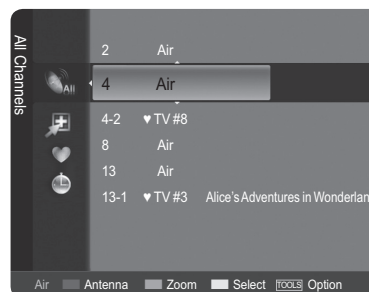 All Channels
2 Air
All
4 Air
4-2 ♥ TV #8
8 Air
13 Air
13-1 ♥ TV #3 Alice's Adventures in Wonderlan
Air Antenna Zoom Select TOOLS Option